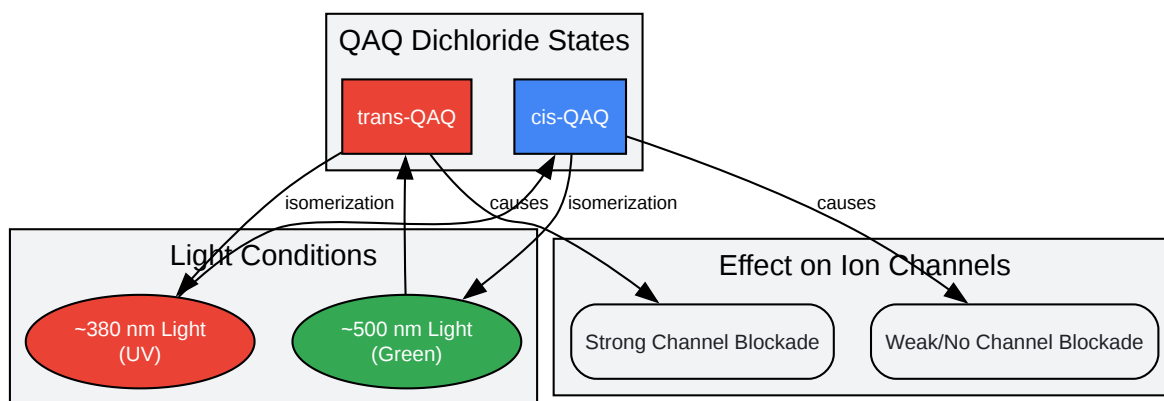 QAQ Dichloride States
trans-QAQ
cis-QAQ
isomerization
causes
isomerization
causes
Light Conditions
~380 nm Light
(UV)
~500 nm Light
(Green)
Effect on Ion Channels
Strong Channel Blockade
Weak/No Channel Blockade